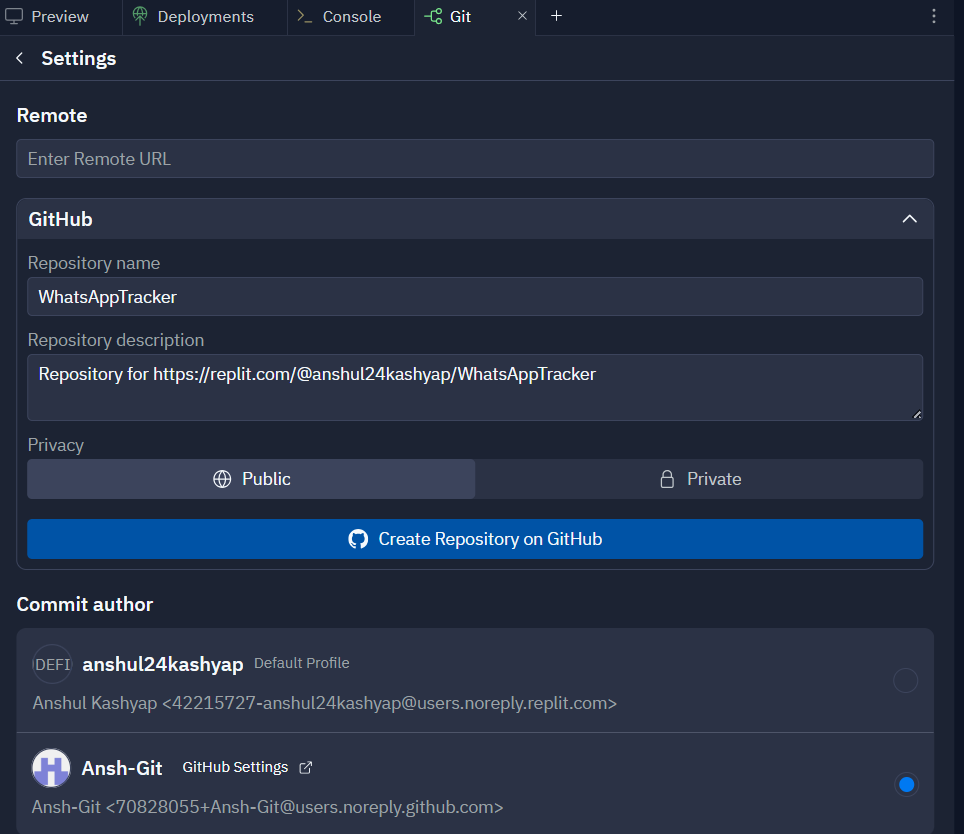 Preview Deployments Console Git
Settings
Remote
Enter Remote URL
GitHub
Repository name
WhatsAppTracker
Repository description
Repository for https://replit.com/@anshul24kashyap/WhatsAppTracker
Privacy
Public Private
Create Repository on GitHub
Commit author
DEFI anshul24kashyap Default Profile
Anshul Kashyap <42215727-anshul24kashyap@users.noreply.replit.com>
Ansh-Git GitHub Settings
Ansh-Git <70828055+Ansh-Git@users.noreply.github.com>